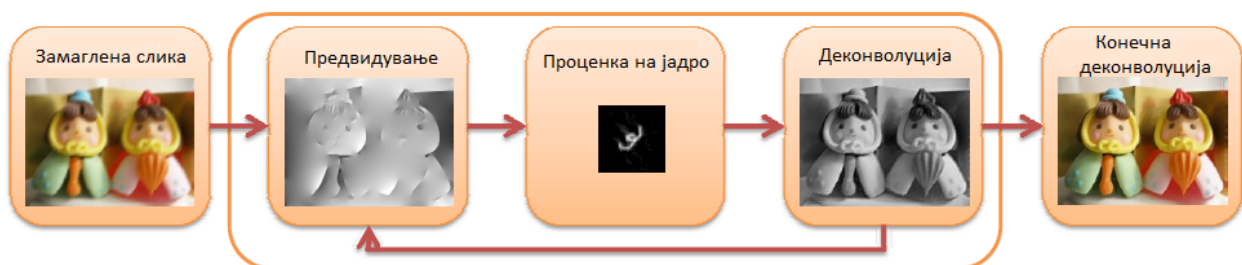 Замаглена слика
Предвидување
Проценка на јадро
Деконволуција
Конечна
деконволуција